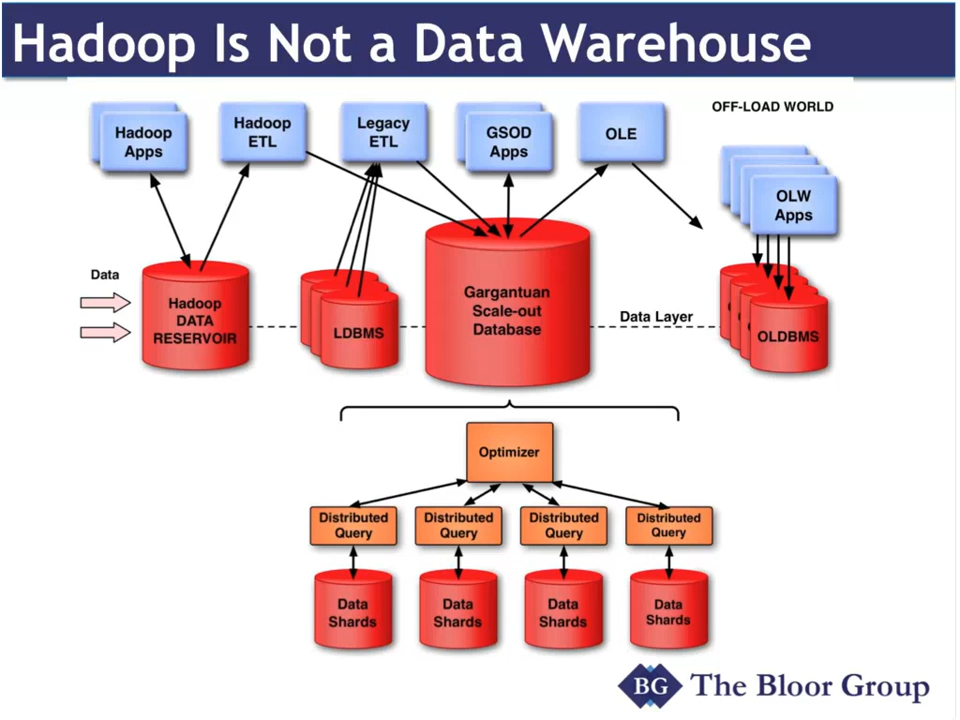 Hadoop Is Not a Data Warehouse
Hadoop
Apps
Hadoop
ETL
Legacy
ETL
GSOD
Apps
OLE
OFF-LOAD WORLD
OLW
Apps
Data
Hadoop
DATA
RESERVOIR
LDBMS
Gargantuan
Scale-out
Database
Data Layer
OLDBMS
Optimizer
Distributed
Query
Distributed
Query
Distributed
Query
Distributed
Query
Data
Shards
Data
Shards
Data
Shards
Data
Shards
BG
The Bloor Group